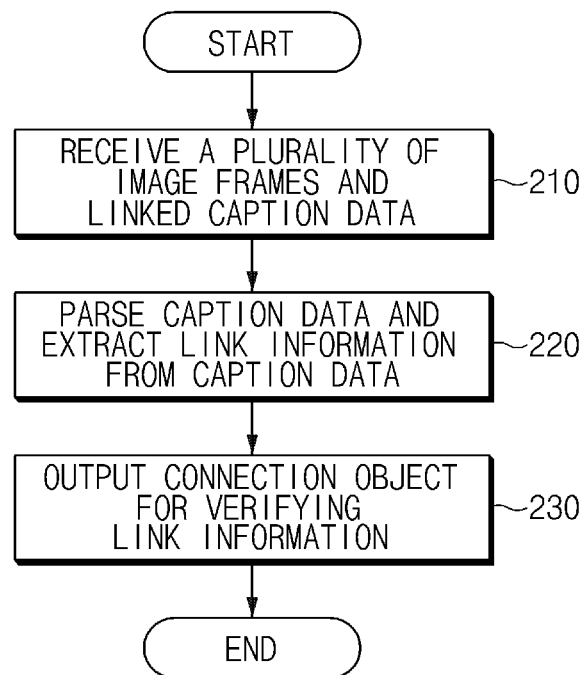 START
RECEIVE A PLURALITY OF
IMAGE FRAMES AND
LINKED CAPTION DATA
210
PARSE CAPTION DATA AND
EXTRACT LINK INFORMATION
FROM CAPTION DATA
220
OUTPUT CONNECTION OBJECT
FOR VERIFYING
LINK INFORMATION
230
END